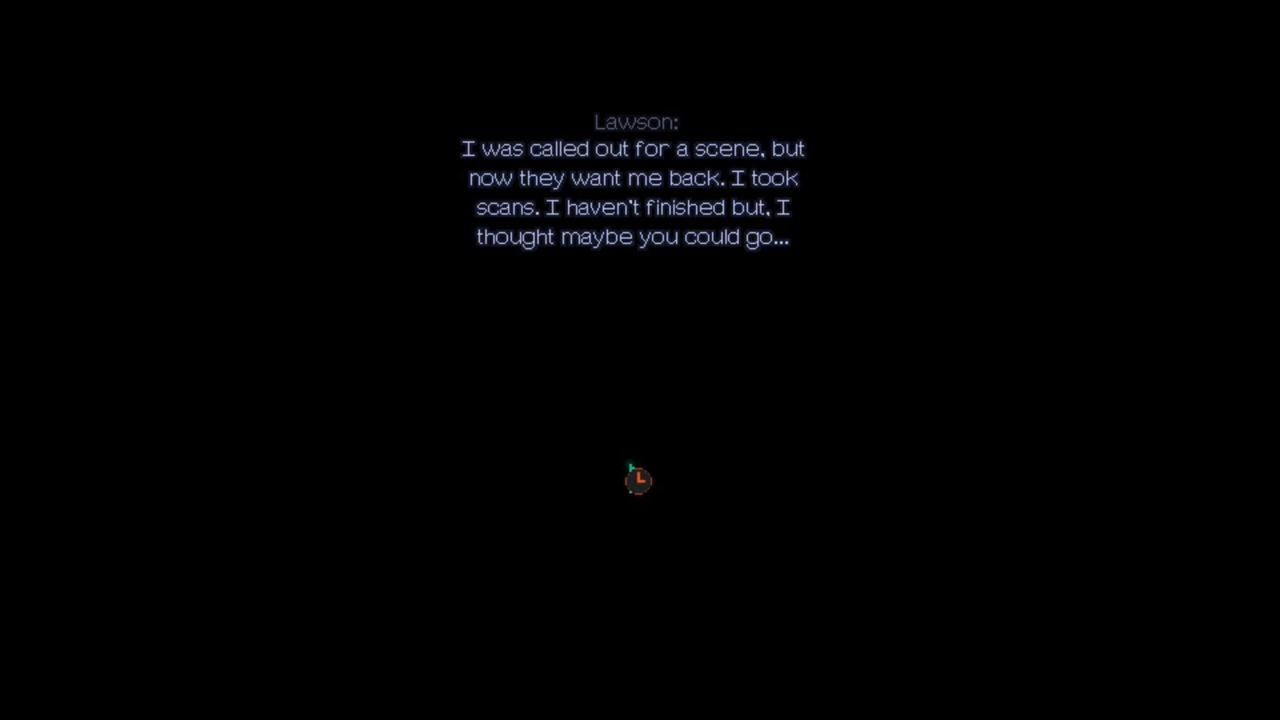 Lawson:
I was called out for a scene, but
now they want me back. I took
scans. I haven't finished but, I
thought maybe you could go...